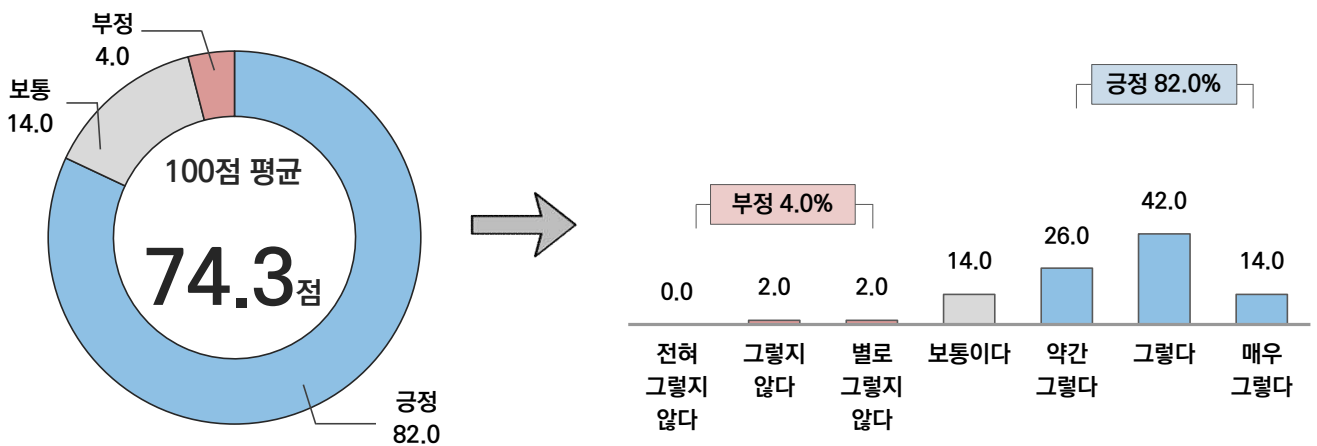 부정
4.0
보통
14.0
100점 평균
74.3점
긍정
82.0
부정 4.0%
긍정 82.0%
0.0
2.0
2.0
14.0
26.0
42.0
14.0
전혀
그렇지
않다
그렇지
않다
별로
그렇지
않다
보통이다
약간
그렇다
그렇다
매우
그렇다